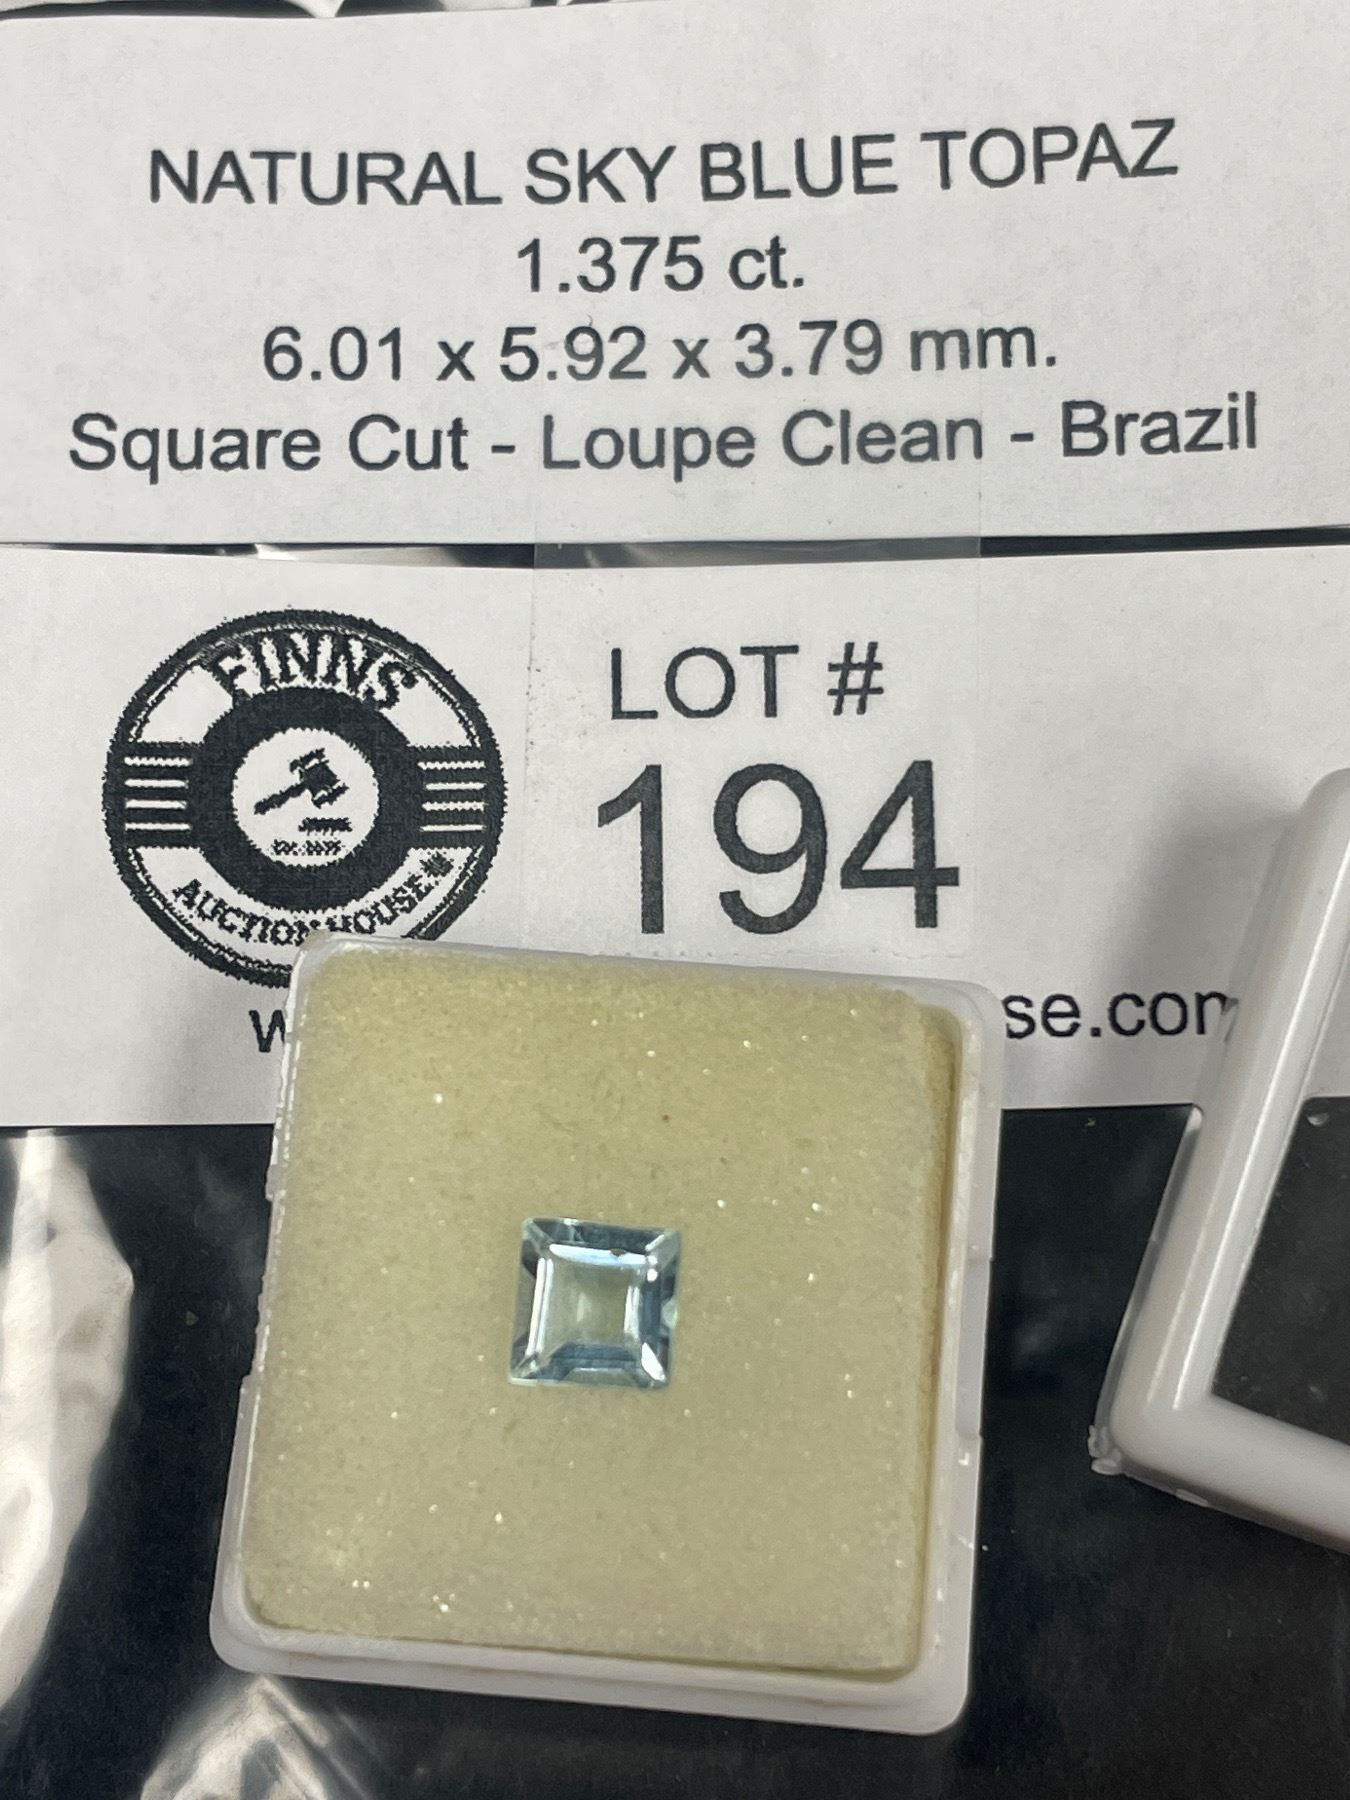 NATURAL SKY BLUE TOPAZ
1.375 ct.
6.01 x 5.92 x 3.79 mm.
Square Cut - Loupe Clean - Brazil
FINNS
AUCTION HOUSE
LOT #
194
w
se.com